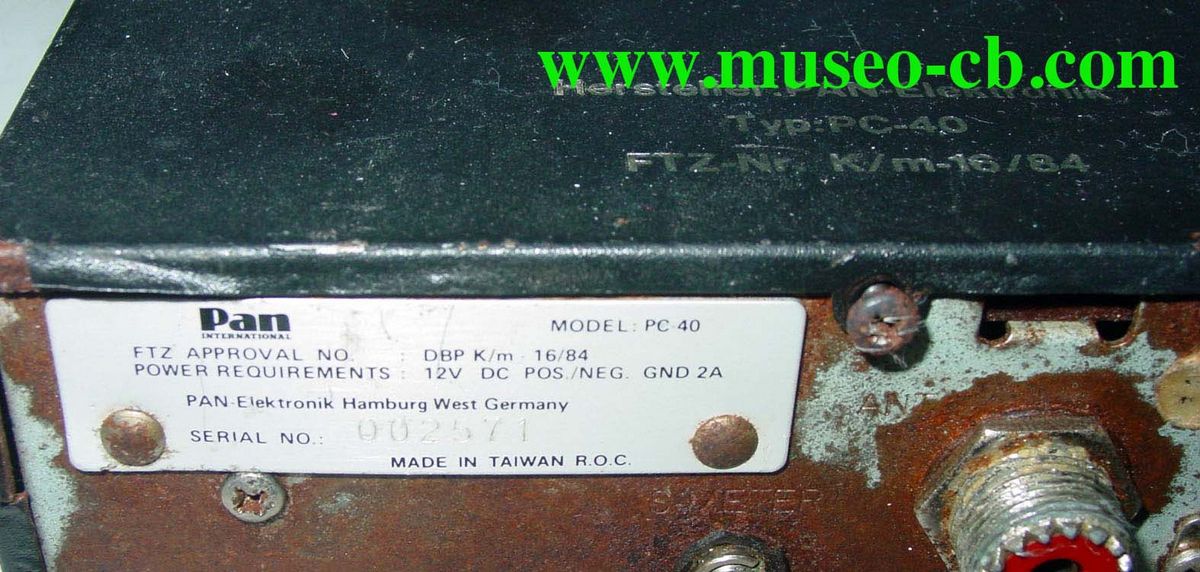 www.museo-cb.com
Hersteller:PAN-Elektronik
Typ:PC-40
FTZ-Nr. K/m-16/84
Pan
INTERNATIONAL
MODEL: PC-40
FTZ APPROVAL NO. : DBP K/m - 16/84
POWER REQUIREMENTS : 12V DC POS./NEG. GND 2A
PAN-Elektronik Hamburg West Germany
SERIAL NO.: 002571
MADE IN TAIWAN R.O.C.
ANT
S-METER